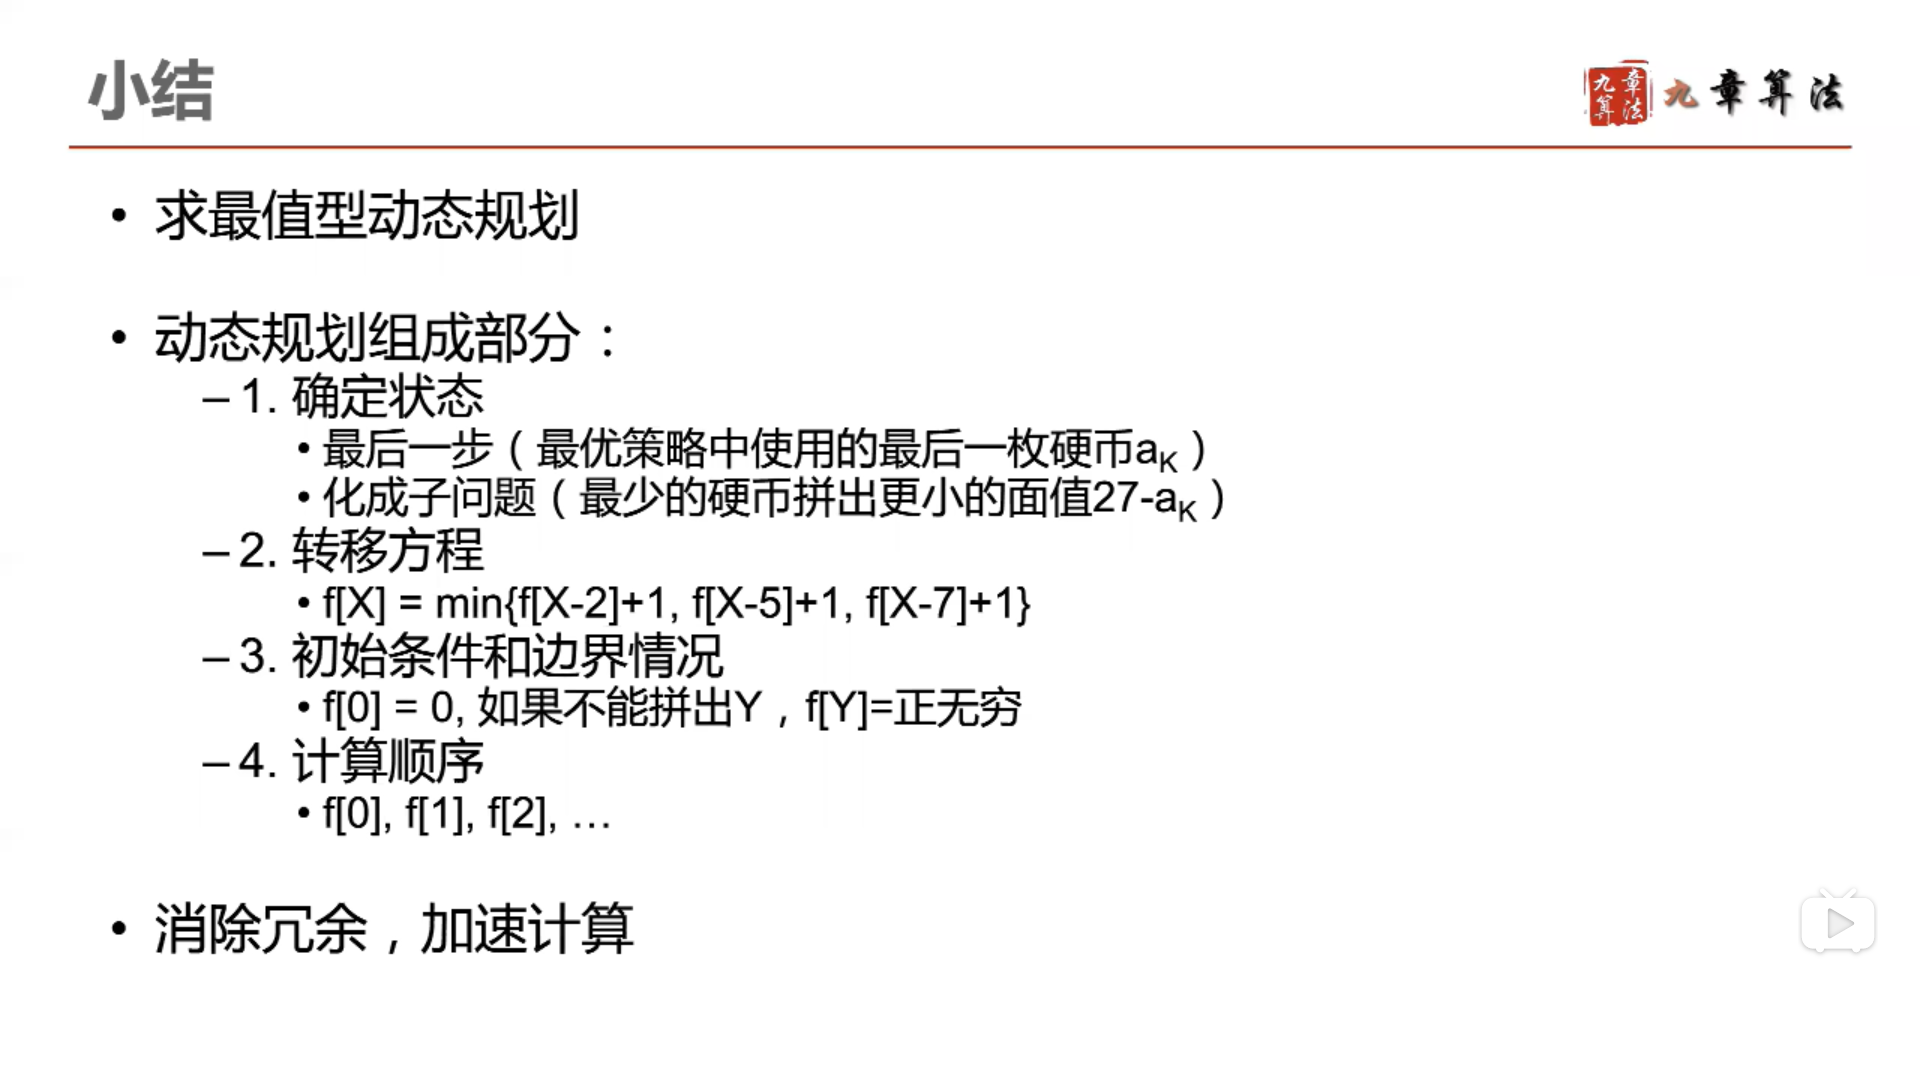 小结
九章算法
九章算法
• 求最值型动态规划
• 动态规划组成部分：
– 1. 确定状态
• 最后一步（最优策略中使用的最后一枚硬币aK）
• 化成子问题（最少的硬币拼出更小的面值27-aK）
– 2. 转移方程
• f[X] = min{f[X-2]+1, f[X-5]+1, f[X-7]+1}
– 3. 初始条件和边界情况
• f[0] = 0, 如果不能拼出Y，f[Y]=正无穷
– 4. 计算顺序
• f[0], f[1], f[2], …
• 消除冗余，加速计算